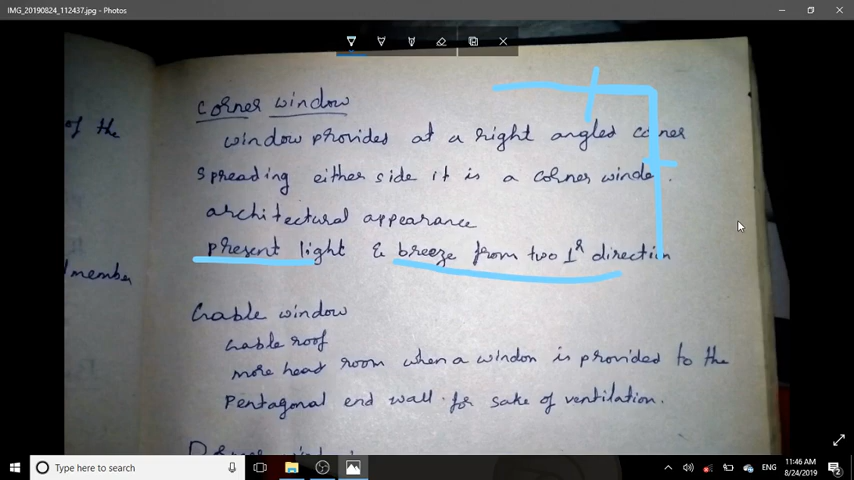 IMG_20190824_112437.jpg - Photos
Corner window
of the
window provides at a right angled corner
spreading either side it is a corner window.
architectural appearance
present light & breeze from two 1r direction
member
Gable window
Gable roof
more head room when a windon is provided to the
Pentagonal end wall. for sake of ventilation.
Type here to search
ENG
11:46 AM
8/24/2019
2